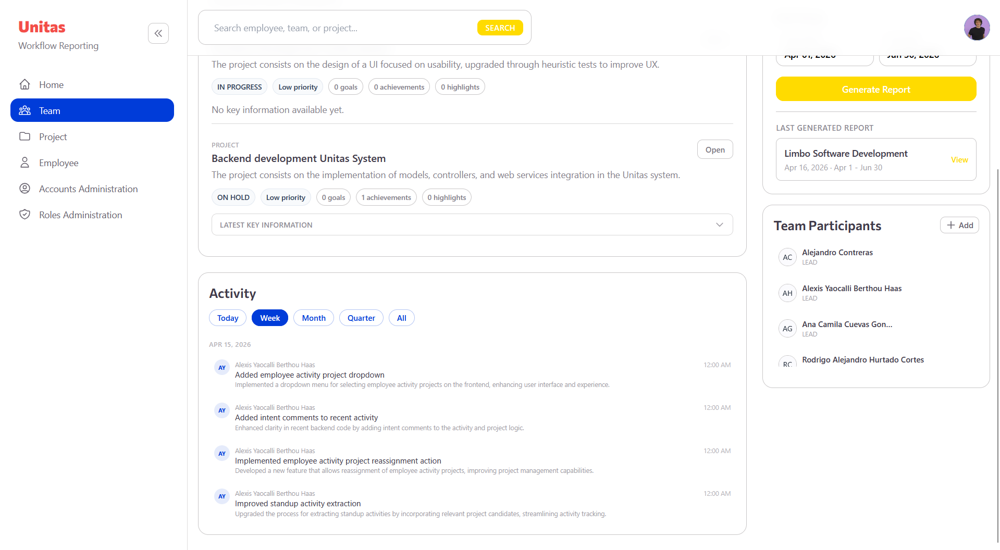 Unitas
Workflow Reporting
Home
Team
Project
Employee
Accounts Administration
Roles Administration
Search employee, team, or project...
SEARCH
The project consists on the design of a UI focused on usability, upgraded through heuristic tests to improve UX.
IN PROGRESS
Low priority
0 goals
0 achievements
0 highlights
No key information available yet.
PROJECT
Backend development Unitas System
Open
The project consists on the implementation of models, controllers, and web services integration in the Unitas system.
ON HOLD
Low priority
0 goals
1 achievements
0 highlights
LATEST KEY INFORMATION
Activity
Today
Week
Month
Quarter
All
APR 15, 2026
AY
Alexis Yaocalli Berthou Haas
12:00 AM
Added employee activity project dropdown
Implemented a dropdown menu for selecting employee activity projects on the frontend, enhancing user interface and experience.
AY
Alexis Yaocalli Berthou Haas
12:00 AM
Added intent comments to recent activity
Enhanced clarity in recent backend code by adding intent comments to the activity and project logic.
AY
Alexis Yaocalli Berthou Haas
12:00 AM
Implemented employee activity project reassignment action
Developed a new feature that allows reassignment of employee activity projects, improving project management capabilities.
AY
Alexis Yaocalli Berthou Haas
12:00 AM
Improved standup activity extraction
Upgraded the process for extracting standup activities by incorporating relevant project candidates, streamlining activity tracking.
Apr 01, 2026
Jun 30, 2026
Generate Report
LAST GENERATED REPORT
Limbo Software Development
Apr 16, 2026 · Apr 1 - Jun 30
View
Team Participants
Add
AC
Alejandro Contreras
LEAD
AH
Alexis Yaocalli Berthou Haas
LEAD
AG
Ana Camila Cuevas Gon...
LEAD
RC
Rodrigo Alejandro Hurtado Cortes